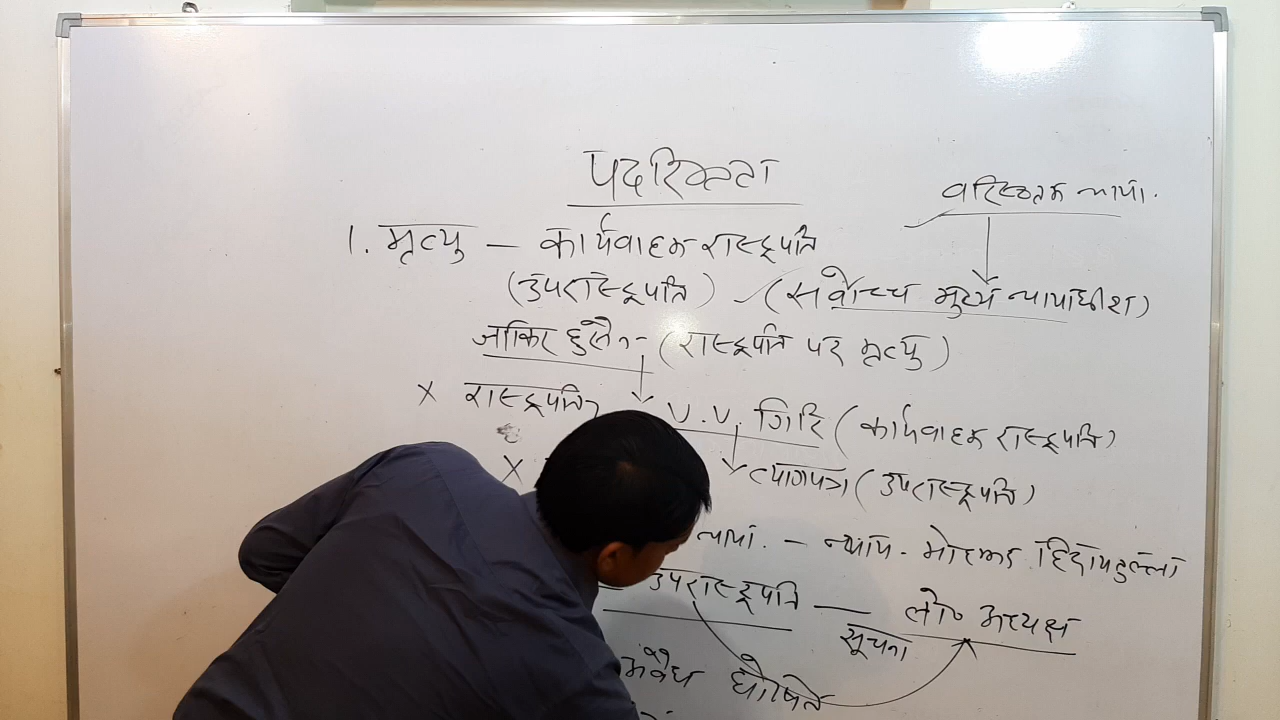 पदरिक्तता
वरिष्ठतम न्याया.
1. मृत्यु — कार्यवाहक राष्ट्रपति
(उपराष्ट्रपति) (सर्वोच्च मुख्य न्यायाधीश)
जाकिर हुसैन - (राष्ट्रपति पर मृत्यु)
X राष्ट्रपति V.V. गिरि (कार्यवाहक राष्ट्रपति)
X त्यागपत्र (उपराष्ट्रपति)
न्याया. — न्याय. मोहम्मद हिदायतुल्ला
उपराष्ट्रपति — लो० अध्यक्ष
सूचना
अवैध घोषित